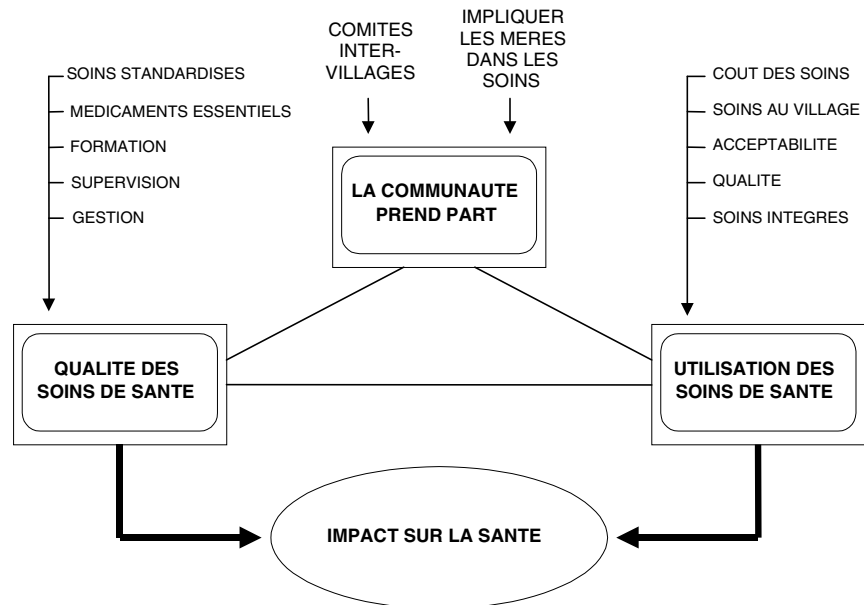 COMITES
INTER-
VILLAGES
IMPLIQUER
LES MERES
DANS LES
SOINS
SOINS STANDARDISES
MEDICAMENTS ESSENTIELS
FORMATION
SUPERVISION
GESTION
COUT DES SOINS
SOINS AU VILLAGE
ACCEPTABILITE
QUALITE
SOINS INTEGRES
LA COMMUNAUTE
PREND PART
QUALITE DES
SOINS DE SANTE
UTILISATION DES
SOINS DE SANTE
IMPACT SUR LA SANTE